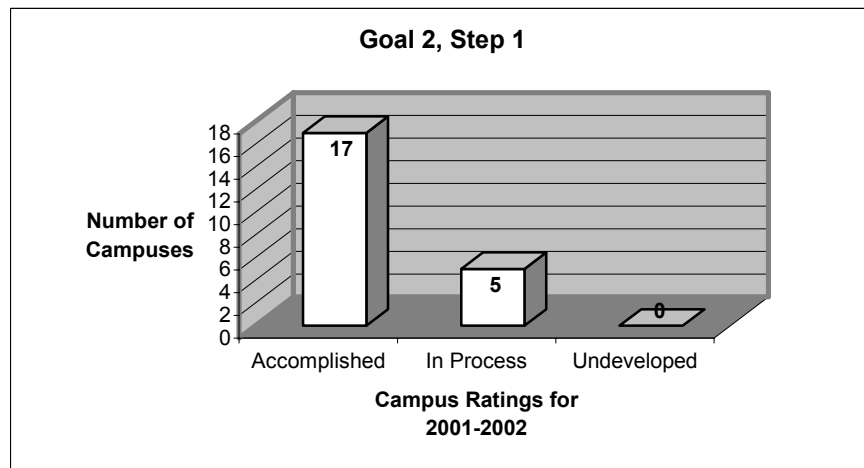 Goal 2, Step 1
18
16
14
12
10
8
6
4
2
0
Number of
Campuses
17
5
0
Accomplished
In Process
Undeveloped
Campus Ratings for
2001-2002